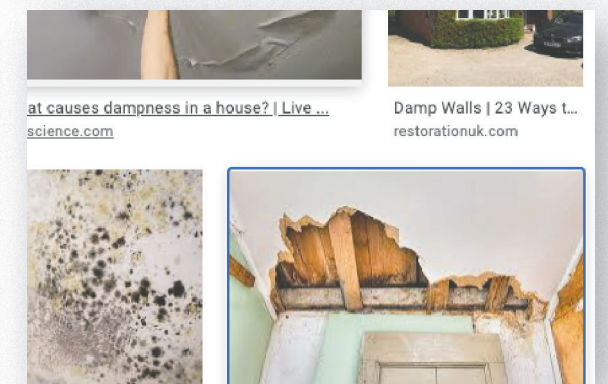 at causes dampness in a house? | Live ...
science.com
Damp Walls | 23 Ways t...
restorationuk.com